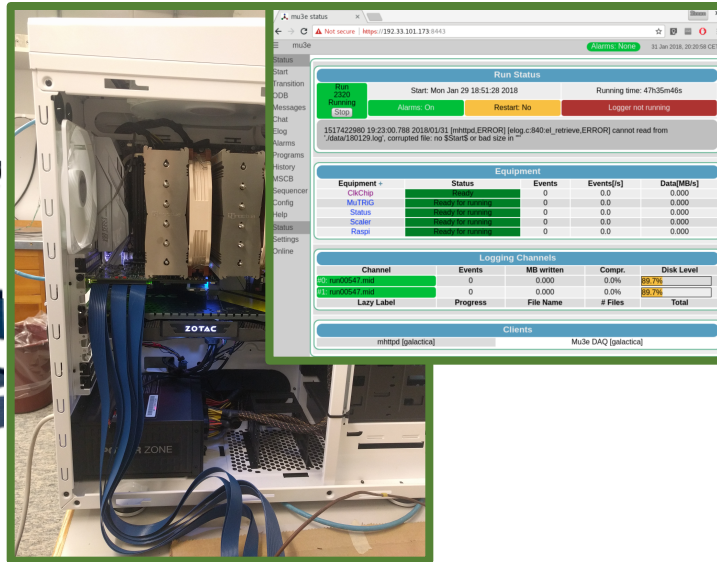 mu3e status
Not secure | https://192.33.101.173:8443
mu3e
Alarms: None
31 Jan 2018, 20:20:58 CET
Status
Start
Transition
ODB
Messages
Chat
Elog
Alarms
Programs
History
MSCB
Sequencer
Config
Help
Status
Settings
Online
Run Status
Run
2320
Running
Stop
Start: Mon Jan 29 18:51:28 2018
Running time: 47h35m46s
Alarms: On
Restart: No
Logger not running
1517422980 19:23:00.788 2018/01/31 [mhttpd,ERROR] [elog.c:840:el_retrieve,ERROR] cannot read from
'./data/180129.log', corrupted file: no $Start$ or bad size in ""
Equipment
Equipment + Status Events Events[/s] Data[MB/s]
ClkChip Ready 0 0.0 0.000
MuTRiG Ready for running 0 0.0 0.000
Status Ready for running 0 0.0 0.000
Scaler Ready for running 0 0.0 0.000
Raspi Ready for running 0 0.0 0.000
Logging Channels
Channel Events MB written Compr. Disk Level
#0: run00547.mid 0 0.000 0.0% 89.7%
#1: run00547.mid 0 0.000 0.0% 89.7%
Lazy Label Progress File Name # Files Total
Clients
mhttpd [galactica] Mu3e DAQ [galactica]
ZOTAC
ZONE